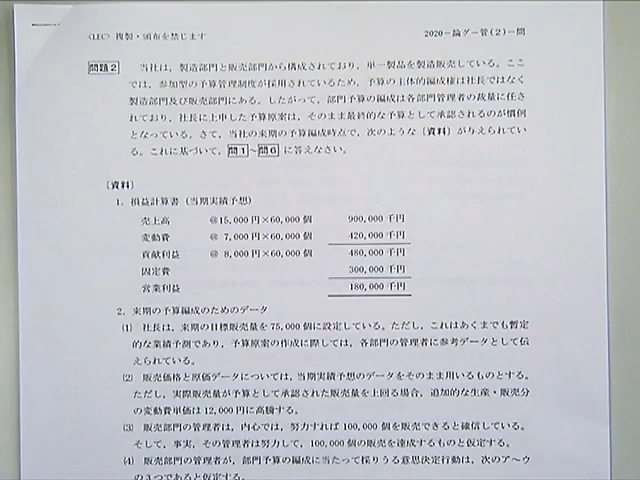 〈LEC〉複製・頒布を禁じます
2020－論グ－管(2)－問
問題２ 当社は，製造部門と販売部門から構成されており，単一製品を製造販売している。ここ
では，参加型の予算管理制度が採用されているため，予算の主体的編成権は社長ではなく
製造部門及び販売部門にある。したがって，部門予算の編成は各部門管理者の裁量に任さ
れており，社長に上申した予算原案は，そのまま最終的な予算として承認されるのが慣例
となっている。さて，当社の来期の予算編成時点で，次のような〔資料〕が与えられてい
る。これに基づいて，問１～問６に答えなさい。
〔資料〕
１．損益計算書（当期実績予想）
売上高 @15,000円×60,000個 900,000千円
変動費 @ 7,000円×60,000個 420,000千円
貢献利益 @ 8,000円×60,000個 480,000千円
固定費 300,000千円
営業利益 180,000千円
２．来期の予算編成のためのデータ
(1) 社長は，来期の目標販売量を75,000個に設定している。ただし，これはあくまでも暫定
的な業績予測であり，予算原案の作成に際しては，各部門の管理者に参考データとして伝
えられている。
(2) 販売価格と原価データについては，当期実績予想のデータをそのまま用いるものとする。
ただし，実際販売量が予算として承認された販売量を上回る場合，追加的な生産・販売分
の変動費単価は12,000円に高騰する。
(3) 販売部門の管理者は，内心では，努力すれば100,000個を販売できると確信している。
そして，事実，その管理者は努力して，100,000個の販売を達成するものと仮定する。
(4) 販売部門の管理者が，部門予算の編成に当たって採りうる意思決定行動は，次のア～ウ
の３つであると仮定する。